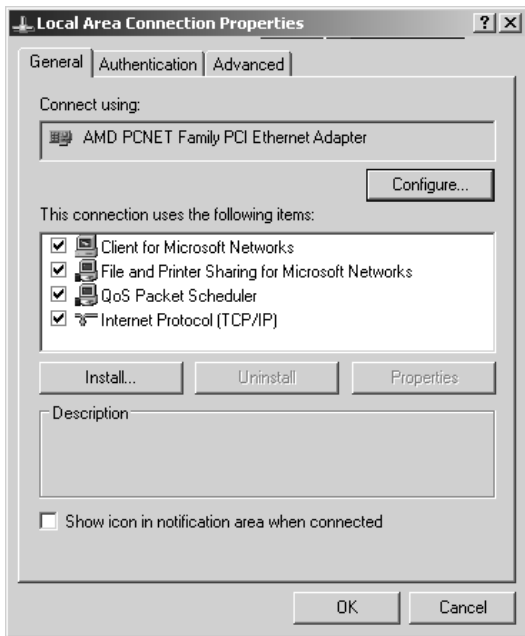 Local Area Connection Properties
General Authentication Advanced
Connect using:
AMD PCNET Family PCI Ethernet Adapter
Configure...
This connection uses the following items:
Client for Microsoft Networks
File and Printer Sharing for Microsoft Networks
QoS Packet Scheduler
Internet Protocol (TCP/IP)
Install... Uninstall Properties
Description
Show icon in notification area when connected
OK Cancel